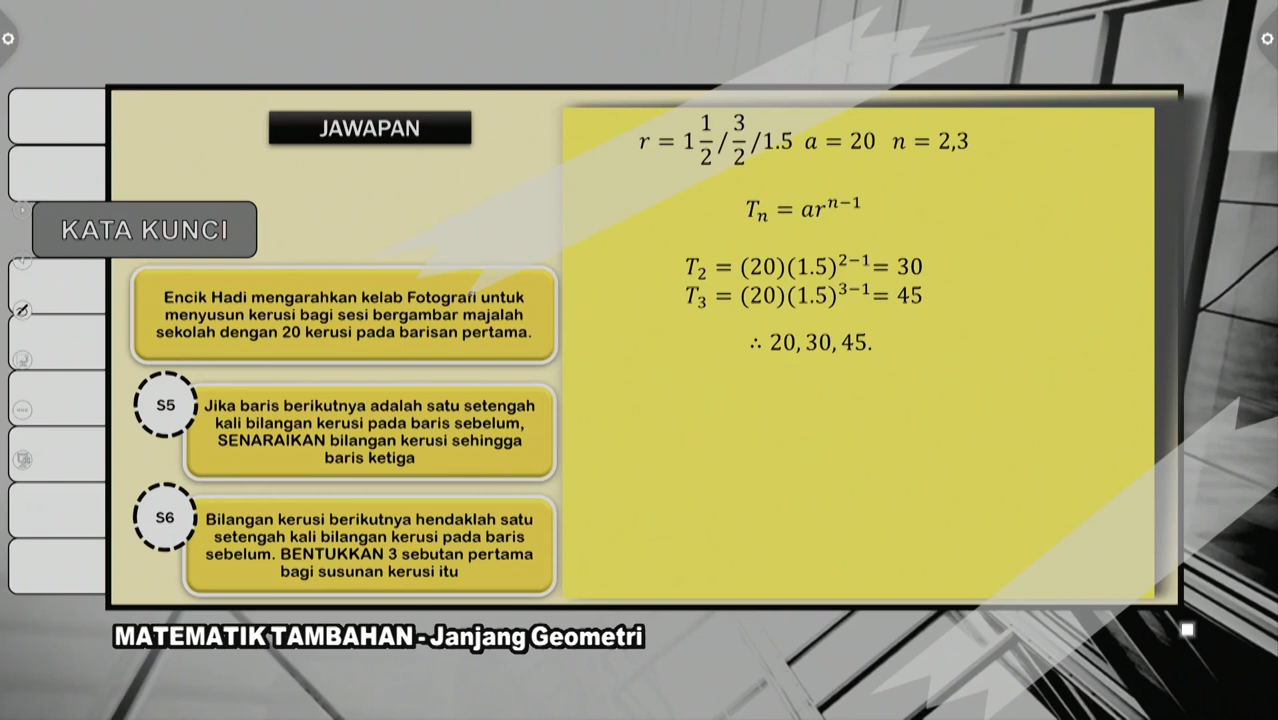 JAWAPAN
KATA KUNCI
Encik Hadi mengarahkan kelab Fotografi untuk
menyusun kerusi bagi sesi bergambar majalah
sekolah dengan 20 kerusi pada barisan pertama.
S5
Jika baris berikutnya adalah satu setengah
kali bilangan kerusi pada baris sebelum,
SENARAIKAN bilangan kerusi sehingga
baris ketiga
S6
Bilangan kerusi berikutnya hendaklah satu
setengah kali bilangan kerusi pada baris
sebelum. BENTUKKAN 3 sebutan pertama
bagi susunan kerusi itu
r = 1 1/2 / 3/2 /1.5 a = 20 n = 2,3
Tₙ = arⁿ⁻¹
T₂ = (20)(1.5)²⁻¹= 30
T₃ = (20)(1.5)³⁻¹= 45
∴ 20, 30, 45.
MATEMATIK TAMBAHAN - Janjang Geometri